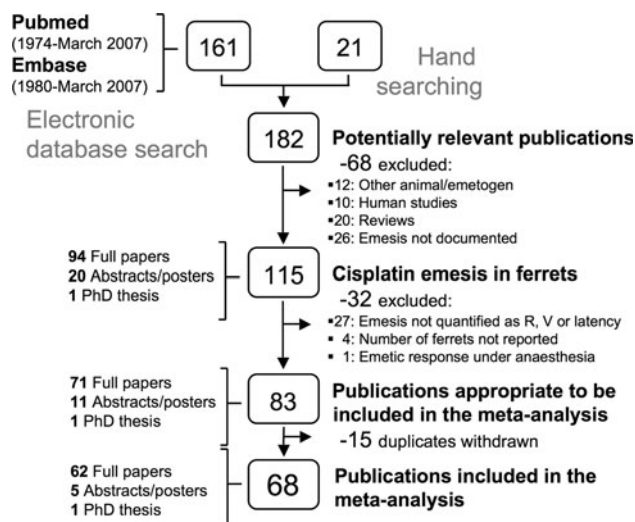 Pubmed
(1974-March 2007)
Embase
(1980-March 2007)
161
21
Electronic
database search
Hand
searching
182
Potentially relevant publications
-68 excluded:
▪12: Other animal/emetogen
▪10: Human studies
▪20: Reviews
▪26: Emesis not documented
94 Full papers
20 Abstracts/posters
1 PhD thesis
115
Cisplatin emesis in ferrets
-32 excluded:
▪27: Emesis not quantified as R, V or latency
▪ 4: Number of ferrets not reported
▪ 1: Emetic response under anaesthesia
71 Full papers
11 Abstracts/posters
1 PhD thesis
83
Publications appropriate to be
included in the meta-analysis
-15 duplicates withdrawn
62 Full papers
5 Abstracts/posters
1 PhD thesis
68
Publications included in the
meta-analysis